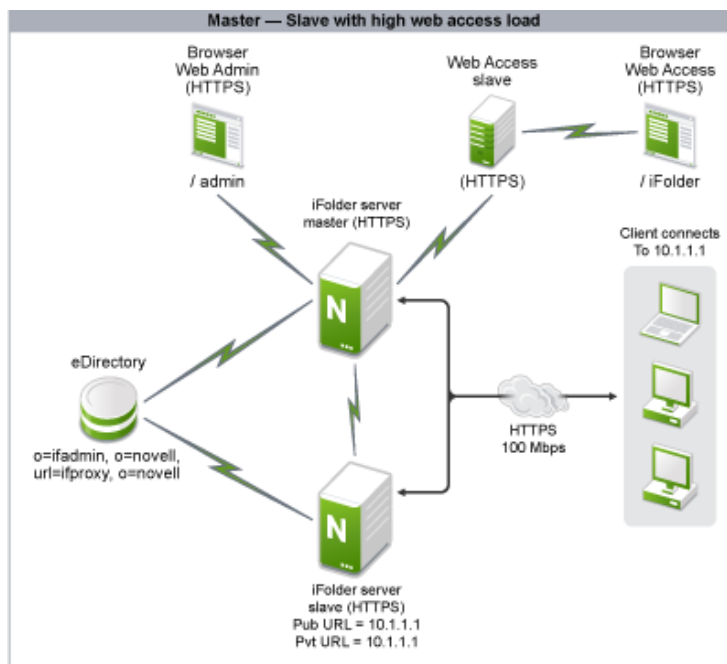 Master — Slave with high web access load
Browser
Web Admin
(HTTPS)
/ admin
Web Access
slave
(HTTPS)
Browser
Web Access
(HTTPS)
/ iFolder
iFolder server
master (HTTPS)
N
Client connects
To 10.1.1.1
eDirectory
o=ifadmin, o=novell,
url=ifproxy, o=novell
HTTPS
100 Mbps
N
iFolder server
slave (HTTPS)
Pub URL = 10.1.1.1
Pvt URL = 10.1.1.1